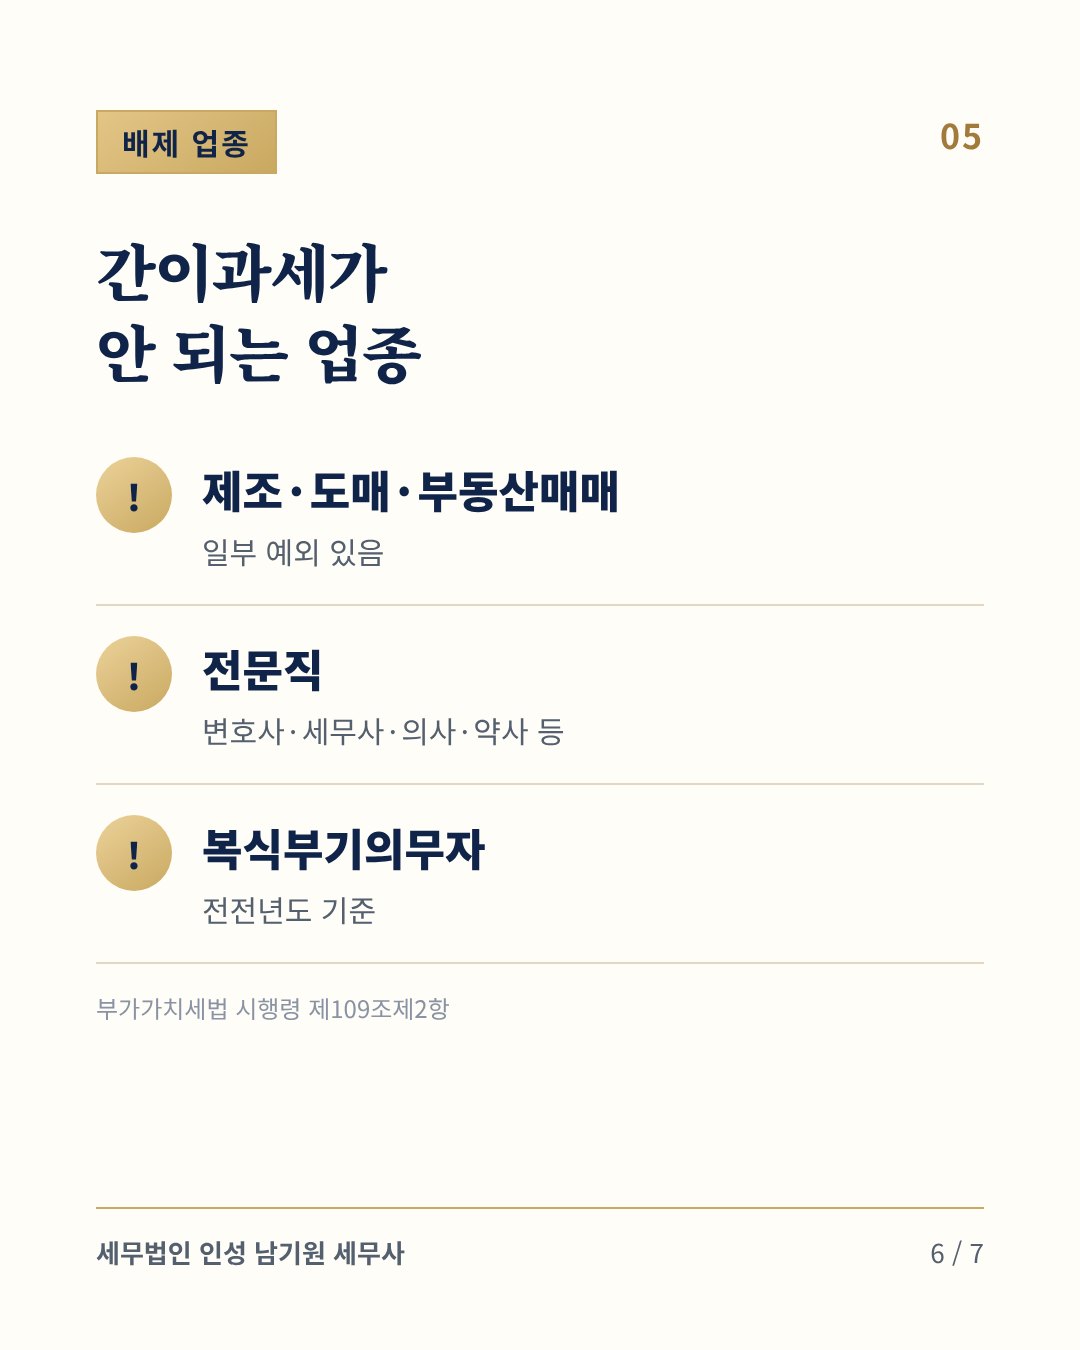 배제 업종
05
간이과세가
안 되는 업종
!
제조·도매·부동산매매
일부 예외 있음
!
전문직
변호사·세무사·의사·약사 등
!
복식부기의무자
전전년도 기준
부가가치세법 시행령 제109조제2항
세무법인 인성 남기원 세무사
6 / 7